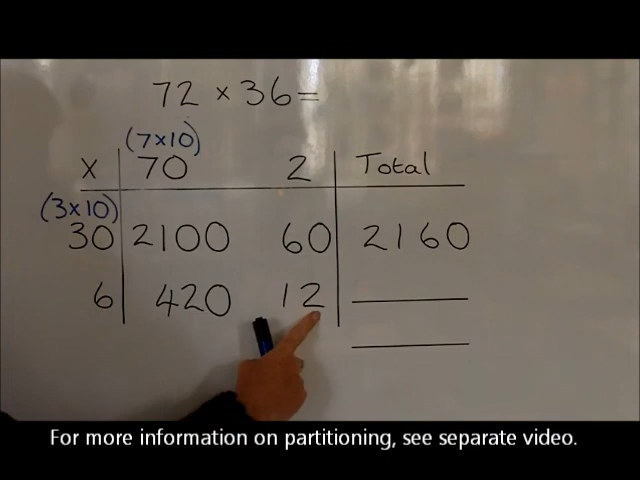 72 × 36 =
(7×10)
× 70 2 Total
(3×10)
30 2100 60 2160
6 420 12
For more information on partitioning, see separate video.